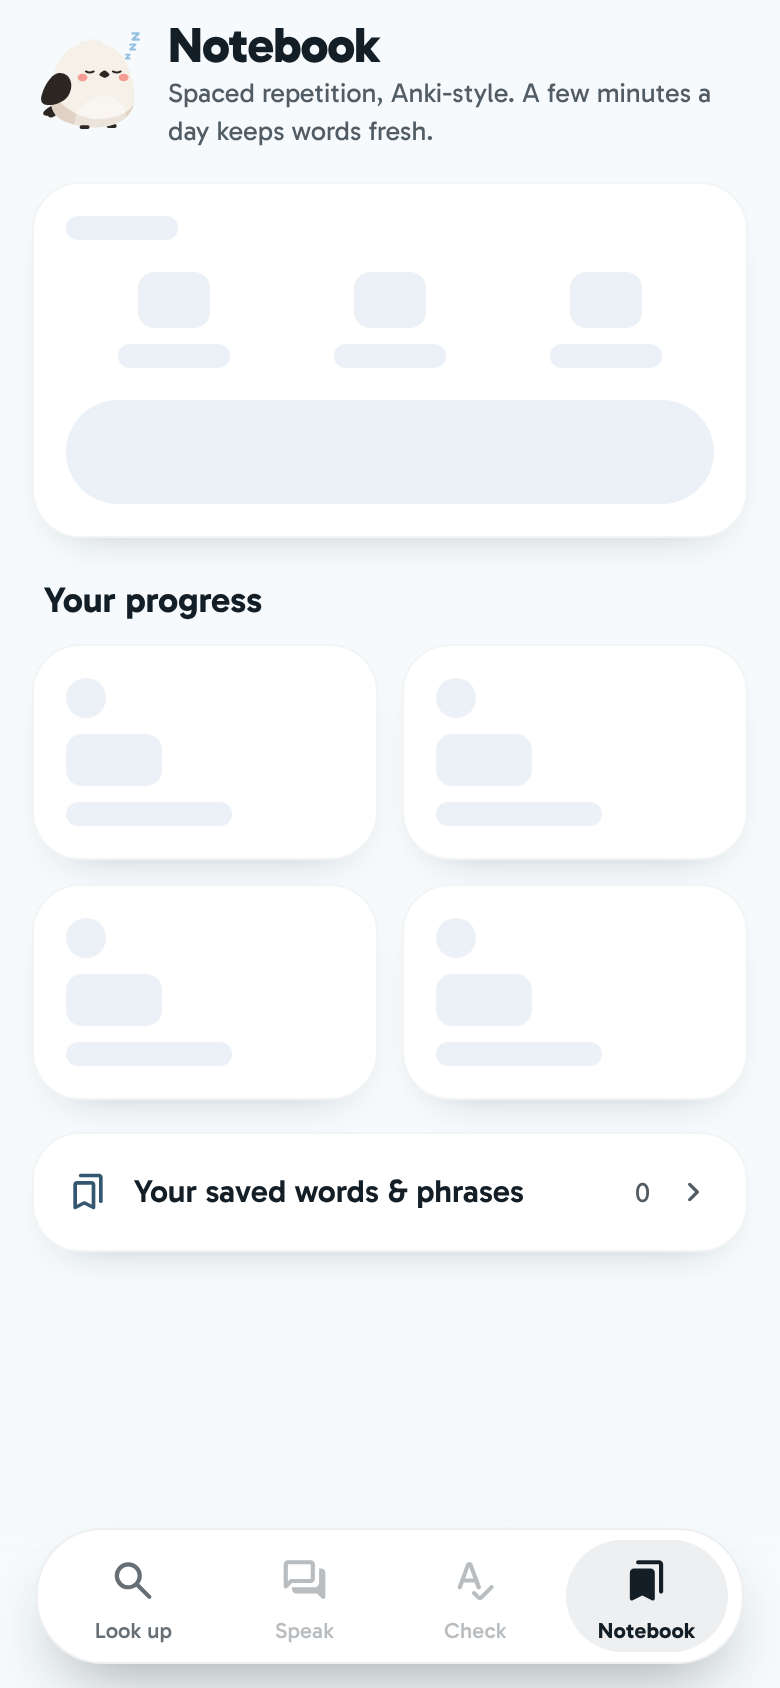 Notebook
Spaced repetition, Anki-style. A few minutes a
day keeps words fresh.
Your progress
Your saved words & phrases 0
Look up Speak Check Notebook